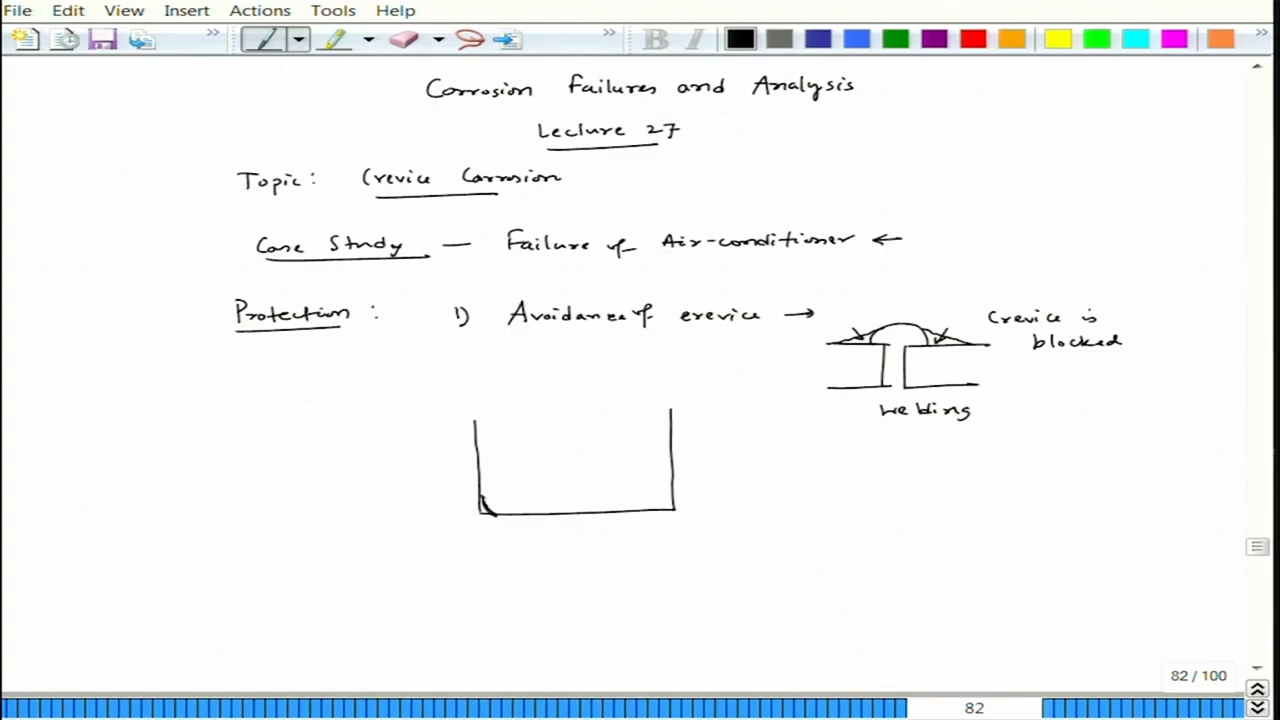 File Edit View Insert Actions Tools Help
Corrosion Failures and Analysis
Lecture 27
Topic: Crevice Corrosion
Case Study — Failure of Air-conditioner ←
Protection : 1) Avoidance of crevice →
Crevice is
blocked
Welding
82 / 100
82